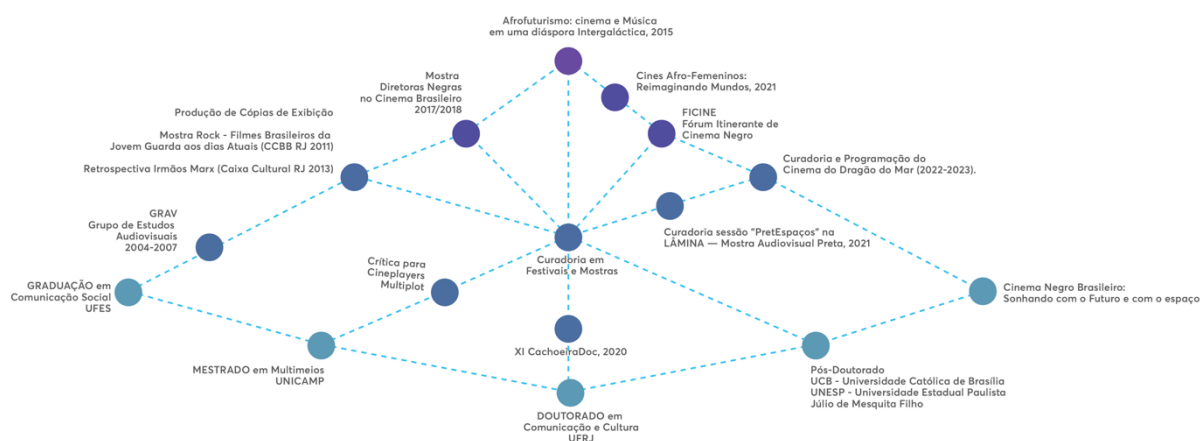 Afrofuturismo: cinema e Música
em uma diáspora Intergaláctica, 2015
Mostra
Diretoras Negras
no Cinema Brasileiro
2017/2018
Cines Afro-Femeninos:
Reimaginando Mundos, 2021
Produção de Cópias de Exibição
Mostra Rock - Filmes Brasileiros da
Jovem Guarda aos dias Atuais (CCBB RJ 2011)
Retrospectiva Irmãos Marx (Caixa Cultural RJ 2013)
FICINE
Fórum Itinerante de
Cinema Negro
Curadoria e Programação do
Cinema do Dragão do Mar (2022-2023).
GRAV
Grupo de Estudos
Audiovisuais
2004-2007
Curadoria sessão "PretEspaços" na
LÂMINA — Mostra Audiovisual Preta, 2021
Curadoria em
Festivais e Mostras
Crítica para
Cineplayers
Multiplot
GRADUAÇÃO em
Comunicação Social
UFES
Cinema Negro Brasileiro:
Sonhando com o Futuro e com o espaço
XI CachoeiraDoc, 2020
MESTRADO em Multimeios
UNICAMP
Pós-Doutorado
UCB - Universidade Católica de Brasília
UNESP - Universidade Estadual Paulista
Júlio de Mesquita Filho
DOUTORADO em
Comunicação e Cultura
UFRJ